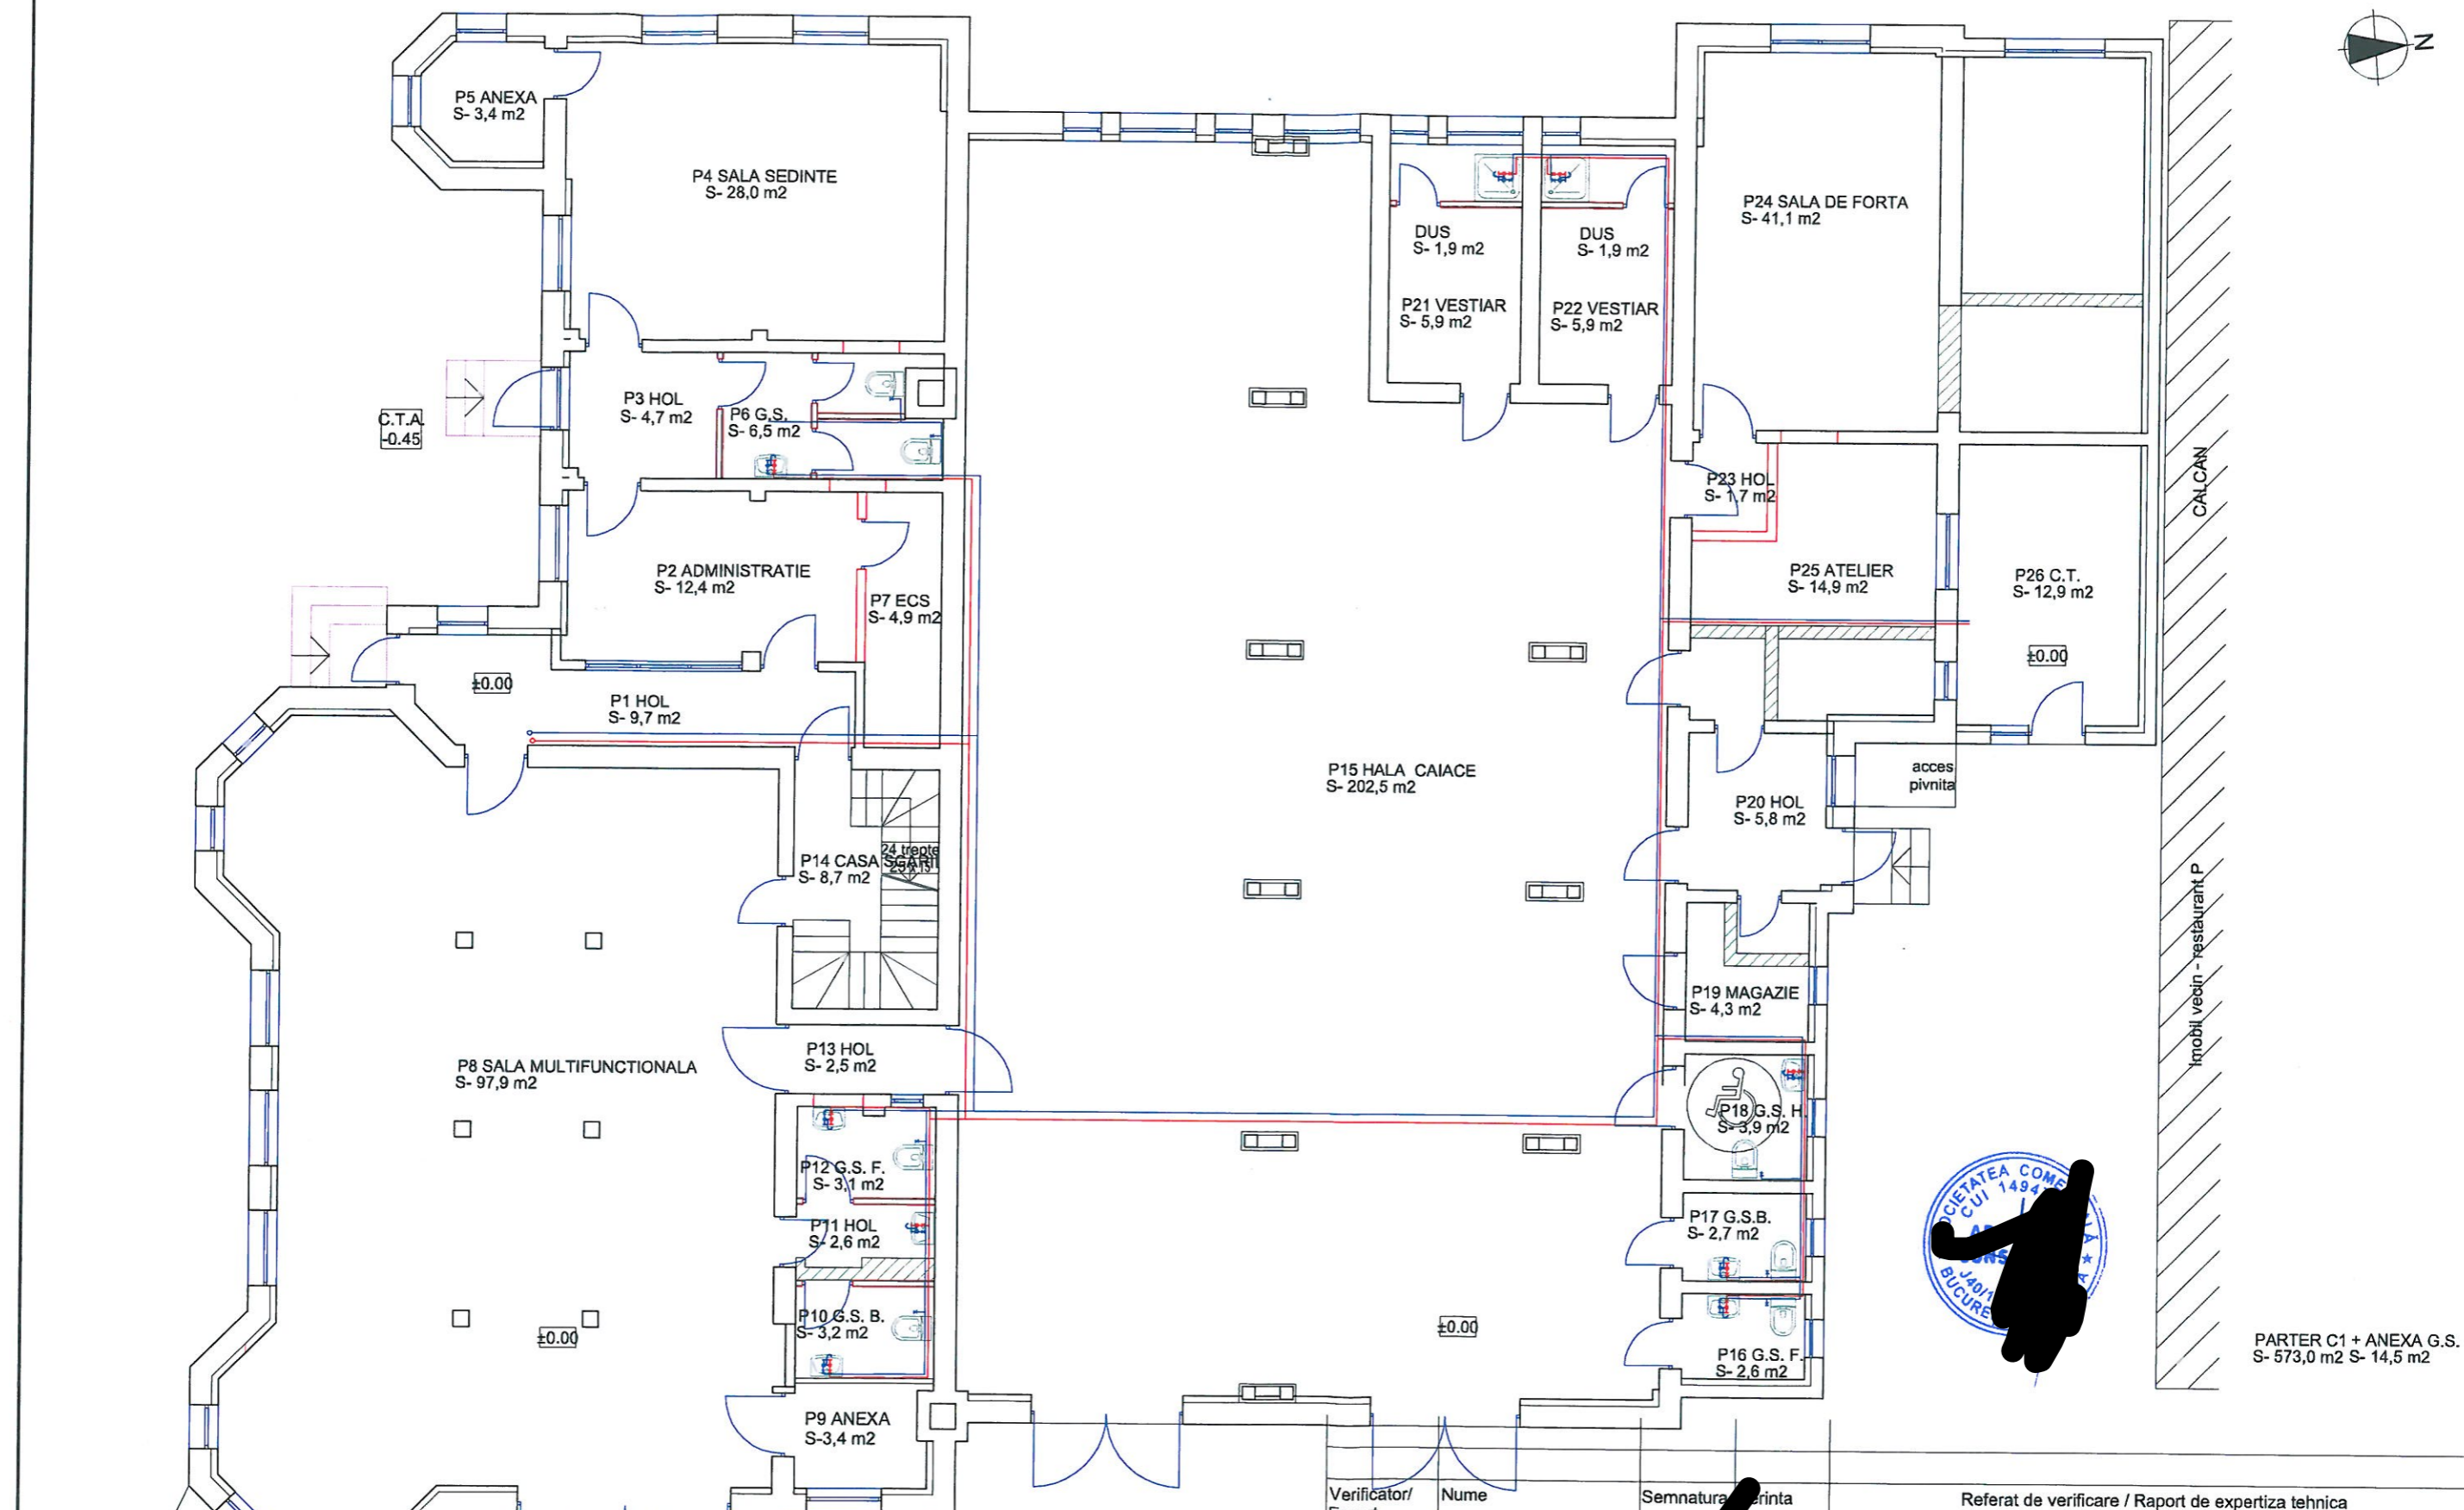 N
P5 ANEXA
S- 3,4 m2
P4 SALA SEDINTE
S- 28,0 m2
P24 SALA DE FORTA
S- 41,1 m2
DUS
S- 1,9 m2
DUS
S- 1,9 m2
P21 VESTIAR
S- 5,9 m2
P22 VESTIAR
S- 5,9 m2
P3 HOL
S- 4,7 m2
P6 G.S.
S- 6,5 m2
C.T.A.
-0.45
P23 HOL
S- 1,7 m2
CALCAN
P2 ADMINISTRATIE
S- 12,4 m2
P7 ECS
S- 4,9 m2
P25 ATELIER
S- 14,9 m2
P26 C.T.
S- 12,9 m2
±0.00
±0.00
P1 HOL
S- 9,7 m2
P15 HALA CAIACE
S- 202,5 m2
acces
pivnita
P20 HOL
S- 5,8 m2
P14 CASA SCARII
S- 8,7 m2
24 trepte
Imobil vecin - restaurant P
P19 MAGAZIE
S- 4,3 m2
P13 HOL
S- 2,5 m2
P8 SALA MULTIFUNCTIONALA
S- 97,9 m2
P18 G.S. H.
S- 3,9 m2
P12 G.S. F.
S- 3,1 m2
P11 HOL
S- 2,6 m2
P17 G.S.B.
S- 2,7 m2
P10 G.S. B.
S- 3,2 m2
±0.00
±0.00
P16 G.S. F.
S- 2,6 m2
CUI 1494
J40/1
PARTER C1 + ANEXA G.S.
S- 573,0 m2 S- 14,5 m2
P9 ANEXA
S-3,4 m2
Verificator/
Nume
Semnatura
Referat de verificare / Raport de expertiza tehnica